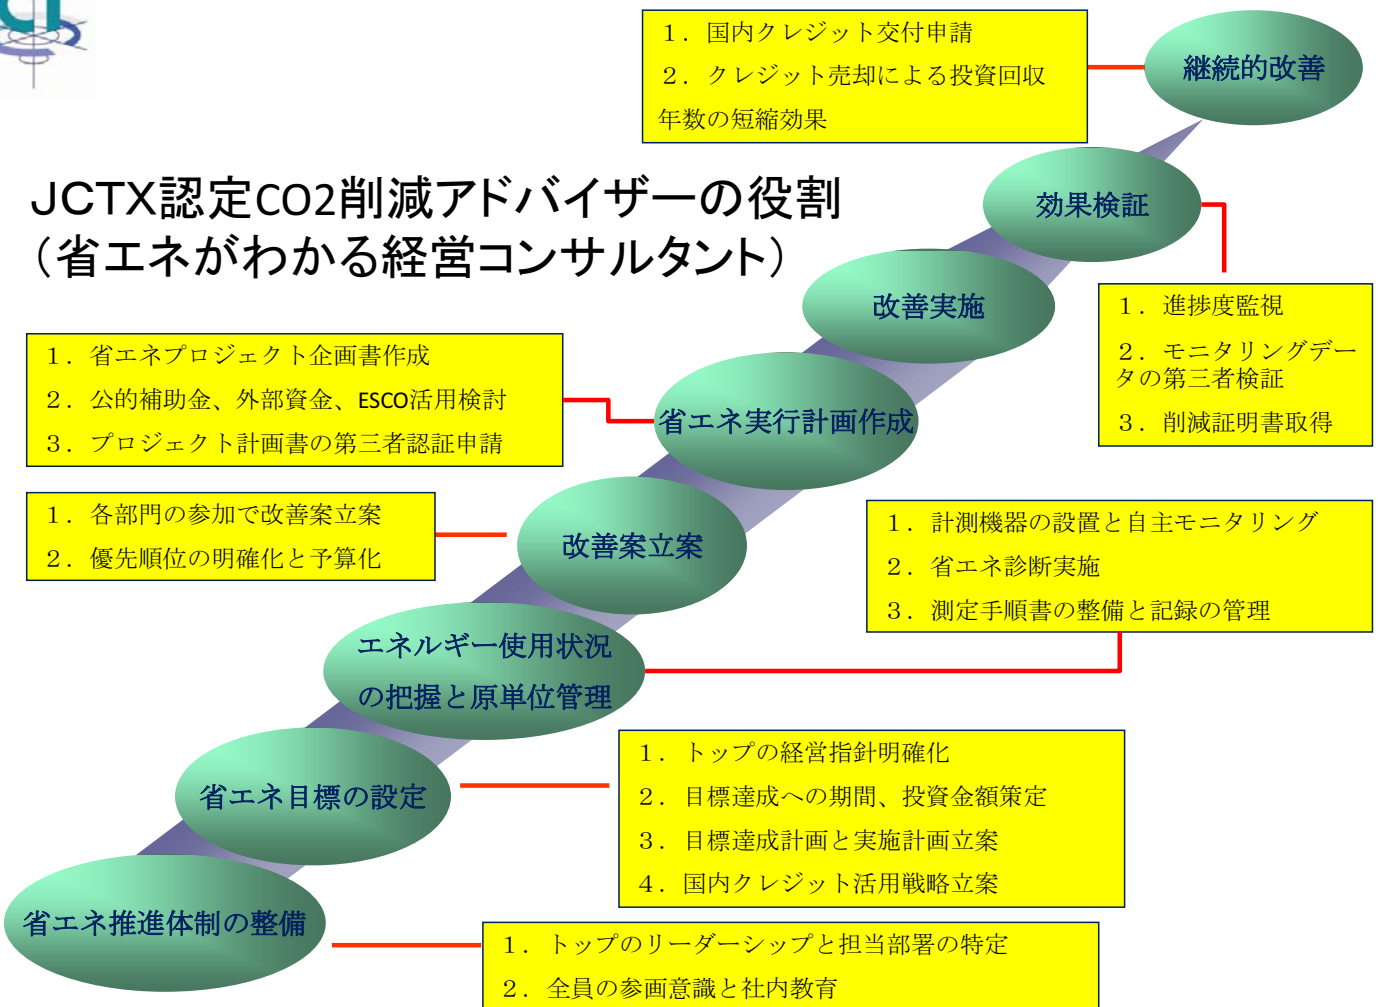 １．国内クレジット交付申請
２．クレジット売却による投資回収
年数の短縮効果
継続的改善
JCTX認定CO2削減アドバイザーの役割
（省エネがわかる経営コンサルタント）
効果検証
１．進捗度監視
２．モニタリングデー
タの第三者検証
３．削減証明書取得
改善実施
１．省エネプロジェクト企画書作成
２．公的補助金、外部資金、ESCO活用検討
３．プロジェクト計画書の第三者認証申請
省エネ実行計画作成
１．各部門の参加で改善案立案
２．優先順位の明確化と予算化
改善案立案
１．計測機器の設置と自主モニタリング
２．省エネ診断実施
３．測定手順書の整備と記録の管理
エネルギー使用状況
の把握と原単位管理
１．トップの経営指針明確化
２．目標達成への期間、投資金額策定
３．目標達成計画と実施計画立案
４．国内クレジット活用戦略立案
省エネ目標の設定
省エネ推進体制の整備
１．トップのリーダーシップと担当部署の特定
２．全員の参画意識と社内教育